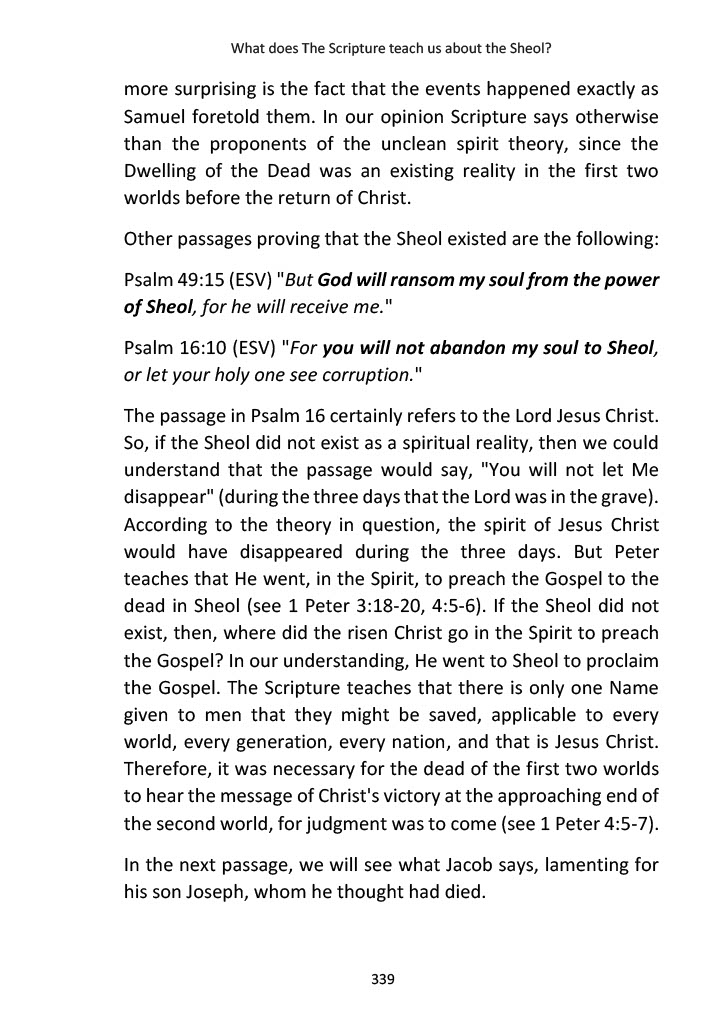 What does The Scripture teach us about the Sheol?
more surprising is the fact that the events happened exactly as
Samuel foretold them. In our opinion Scripture says otherwise
than the proponents of the unclean spirit theory, since the
Dwelling of the Dead was an existing reality in the first two
worlds before the return of Christ.
Other passages proving that the Sheol existed are the following:
Psalm 49:15 (ESV) "But God will ransom my soul from the power
of Sheol, for he will receive me."
Psalm 16:10 (ESV) "For you will not abandon my soul to Sheol,
or let your holy one see corruption."
The passage in Psalm 16 certainly refers to the Lord Jesus Christ.
So, if the Sheol did not exist as a spiritual reality, then we could
understand that the passage would say, "You will not let Me
disappear" (during the three days that the Lord was in the grave).
According to the theory in question, the spirit of Jesus Christ
would have disappeared during the three days. But Peter
teaches that He went, in the Spirit, to preach the Gospel to the
dead in Sheol (see 1 Peter 3:18-20, 4:5-6). If the Sheol did not
exist, then, where did the risen Christ go in the Spirit to preach
the Gospel? In our understanding, He went to Sheol to proclaim
the Gospel. The Scripture teaches that there is only one Name
given to men that they might be saved, applicable to every
world, every generation, every nation, and that is Jesus Christ.
Therefore, it was necessary for the dead of the first two worlds
to hear the message of Christ's victory at the approaching end of
the second world, for judgment was to come (see 1 Peter 4:5-7).
In the next passage, we will see what Jacob says, lamenting for
his son Joseph, whom he thought had died.
339